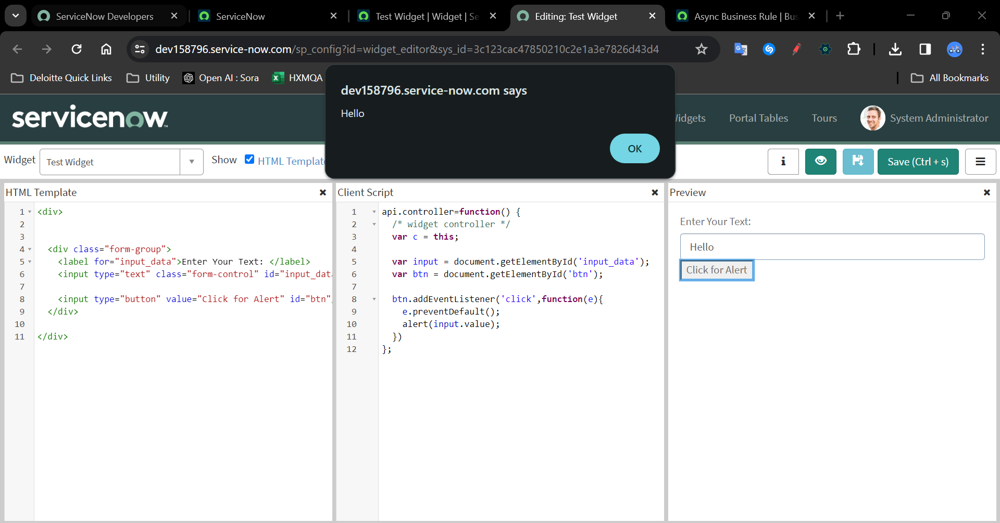 ServiceNow Developers
ServiceNow
Test Widget | Widget | Se
Editing: Test Widget
Async Business Rule | Bus
dev158796.service-now.com/sp_config?id=widget_editor&sys_id=3c123cac47850210c2e1a3e7826d43d4
Deloitte Quick Links
Utility
Open AI : Sora
HXMQA
All Bookmarks
dev158796.service-now.com says
Hello
OK
servicenow
Widgets
Portal Tables
Tours
System Administrator
Widget
Test Widget
Show
HTML Template
Save (Ctrl + s)
HTML Template
1 <div>
2
3
4 <div class="form-group">
5 <label for="input_data">Enter Your Text: </label>
6 <input type="text" class="form-control" id="input_dat
7
8 <input type="button" value="Click for Alert" id="btn"
9 </div>
10
11 </div>
Client Script
1 api.controller=function() {
2 /* widget controller */
3 var c = this;
4
5 var input = document.getElementById('input_data');
6 var btn = document.getElementById('btn');
7
8 btn.addEventListener('click',function(e){
9 e.preventDefault();
10 alert(input.value);
11 })
12 };
Preview
Enter Your Text:
Hello
Click for Alert